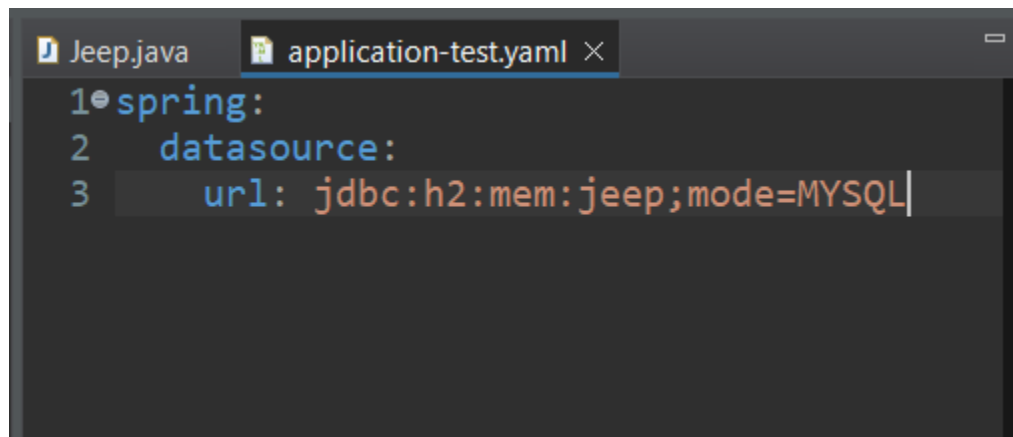 Jeep.java application-test.yaml
1 spring:
2 datasource:
3 url: jdbc:h2:mem:jeep;mode=MYSQL